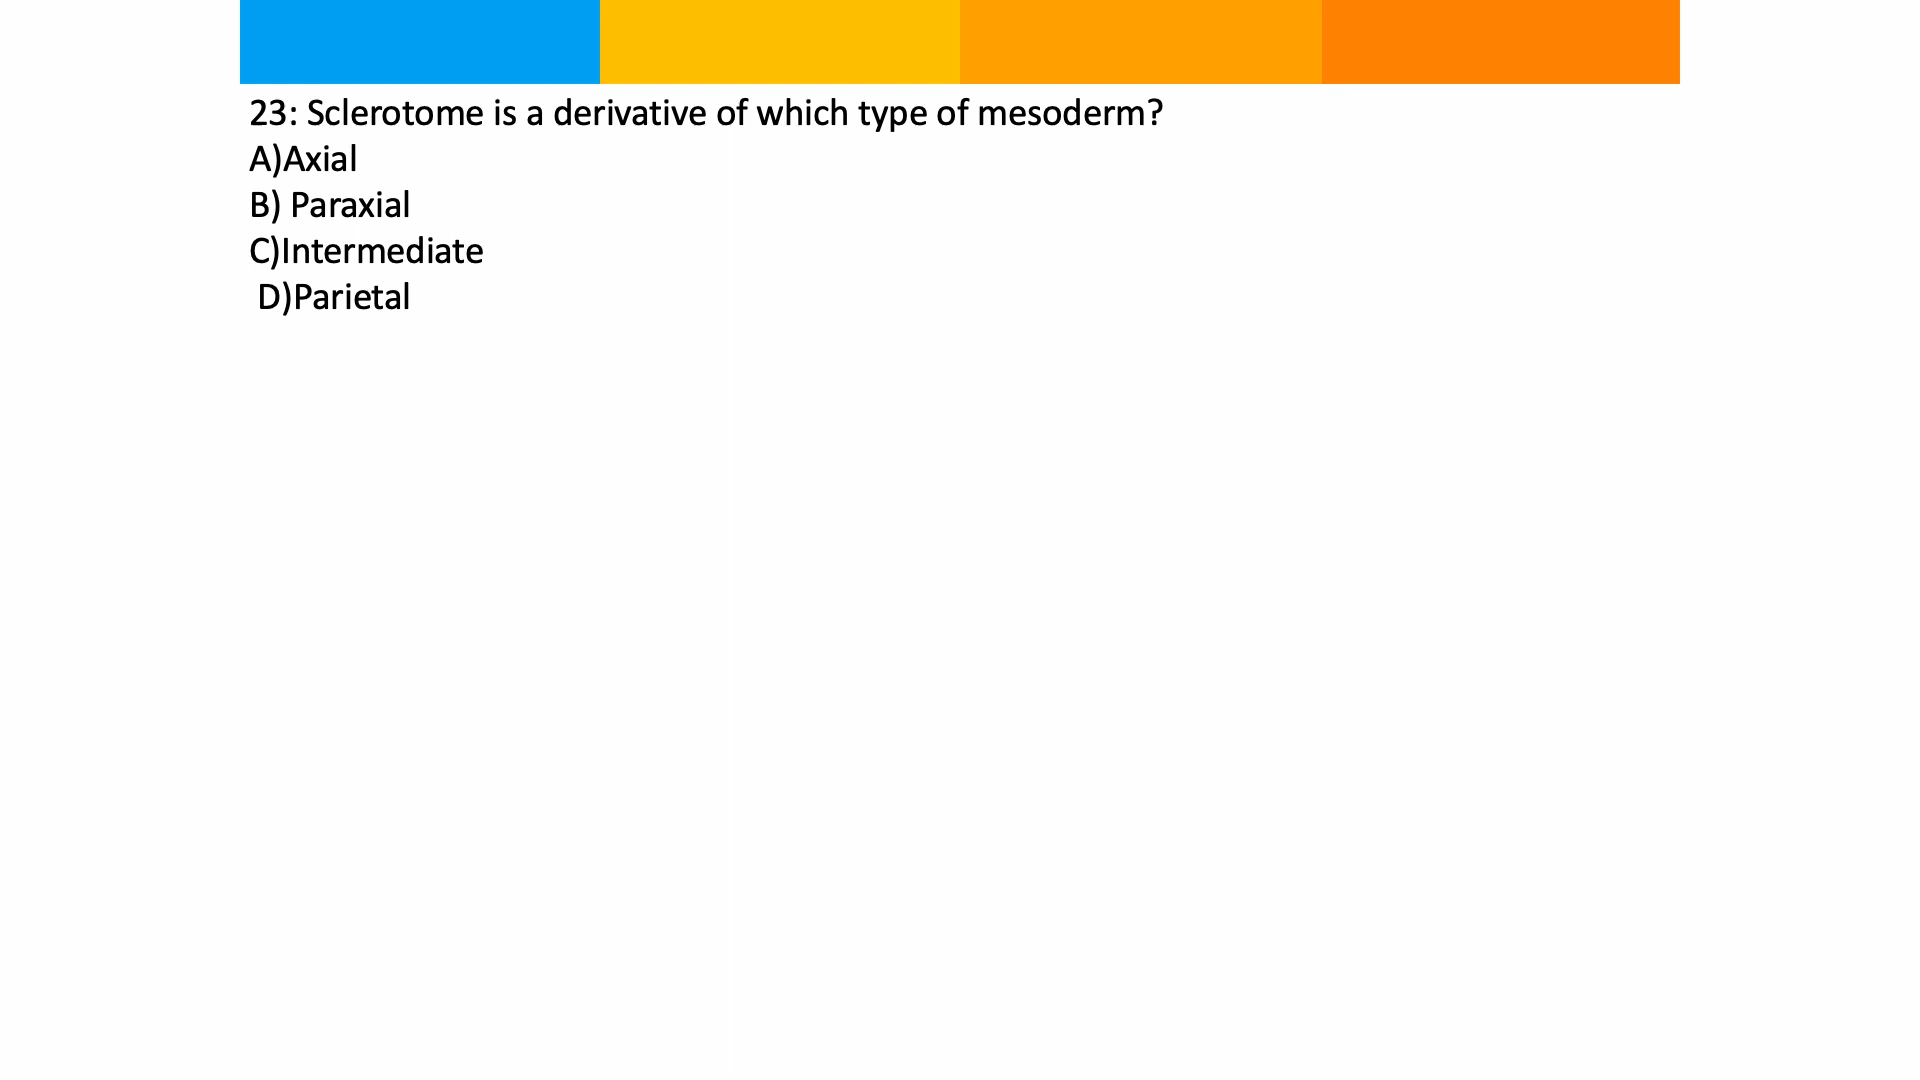 23: Sclerotome is a derivative of which type of mesoderm?
A)Axial
B) Paraxial
C)Intermediate
D)Parietal